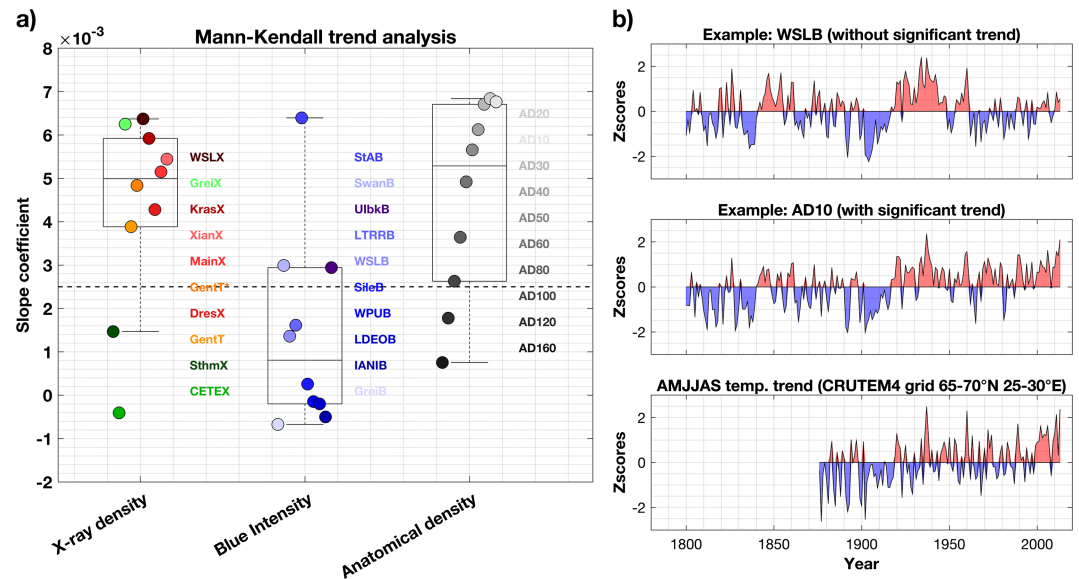 a)
×10⁻³
Mann-Kendall trend analysis
8
7
6
5
4
3
2
1
0
-1
-2
Slope coefficient
WSLX
GreiX
KrasX
XianX
MainX
GentT*
DresX
GentT
SthmX
CETEX
StAB
SwanB
UlbkB
LTRRB
WSLB
SileB
WPUB
LDEOB
IANIB
GreiB
AD20
AD10
AD30
AD40
AD50
AD60
AD80
AD100
AD120
AD160
X-ray density
Blue Intensity
Anatomical density
b)
Example: WSLB (without significant trend)
2
0
-2
Zscores
Example: AD10 (with significant trend)
2
0
-2
Zscores
AMJJAS temp. trend (CRUTEM4 grid 65-70°N 25-30°E)
2
0
-2
Zscores
1800
1850
1900
1950
2000
Year